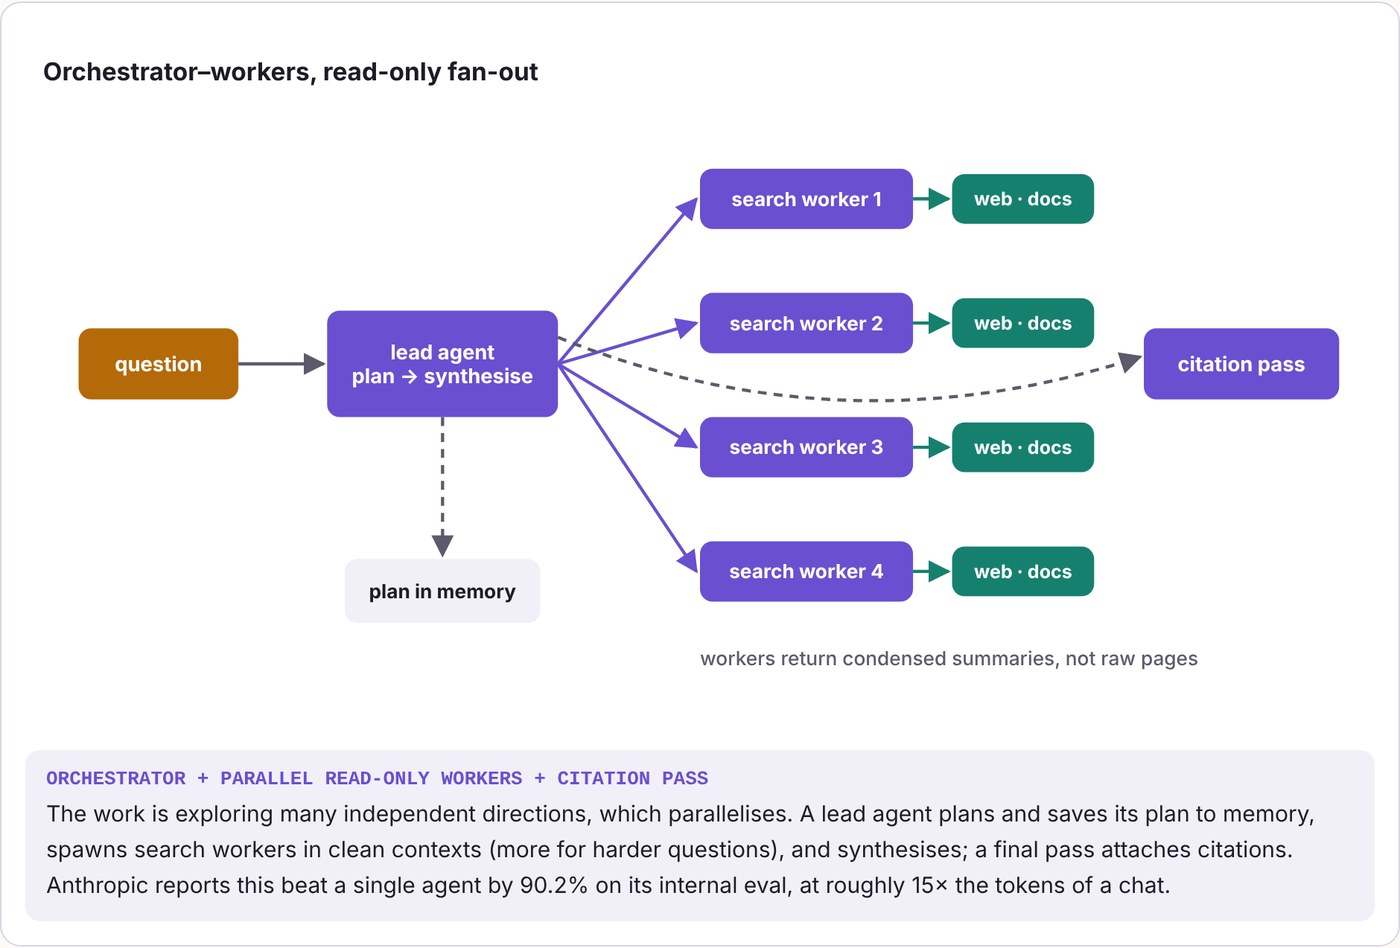 Orchestrator–workers, read-only fan-out
search worker 1
web · docs
search worker 2
web · docs
question
lead agent
plan → synthesise
citation pass
search worker 3
web · docs
search worker 4
web · docs
plan in memory
workers return condensed summaries, not raw pages
ORCHESTRATOR + PARALLEL READ-ONLY WORKERS + CITATION PASS
The work is exploring many independent directions, which parallelises. A lead agent plans and saves its plan to memory,
spawns search workers in clean contexts (more for harder questions), and synthesises; a final pass attaches citations.
Anthropic reports this beat a single agent by 90.2% on its internal eval, at roughly 15× the tokens of a chat.